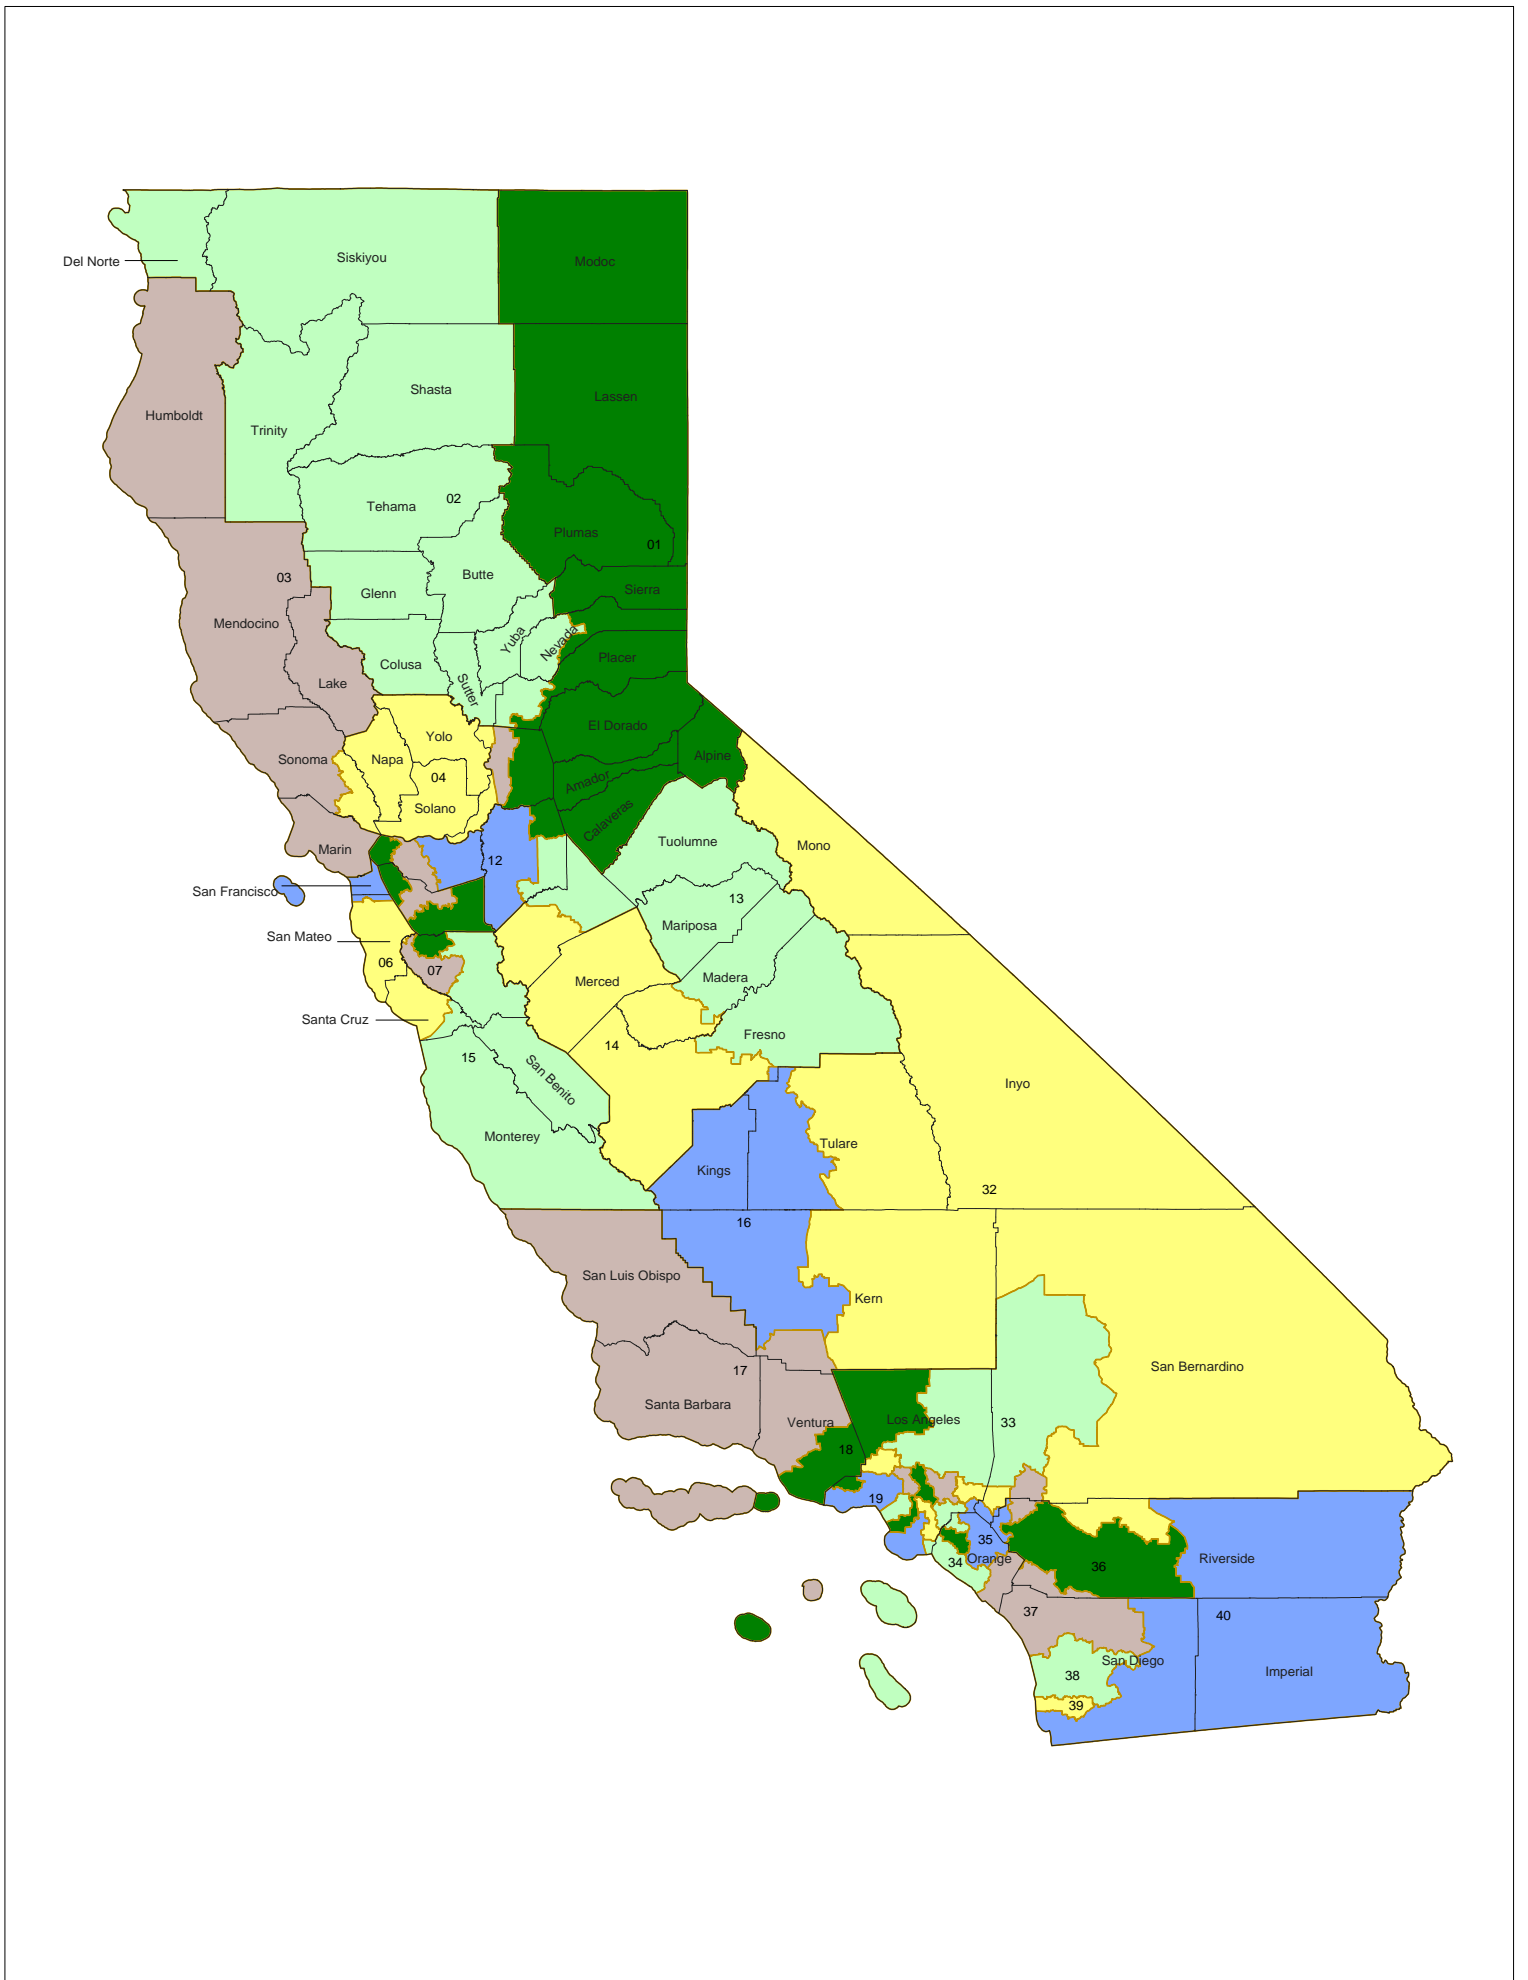 Del Norte
Siskiyou
Modoc
Humboldt
Trinity
Shasta
Lassen
Tehama
02
Plumas
01
03
Glenn
Butte
Sierra
Mendocino
Colusa
Yuba
Nevada
Placer
Lake
Sutter
El Dorado
Sonoma
Napa
Yolo
Alpine
04
Amador
Solano
Calaveras
Marin
12
Tuolumne
Mono
San Francisco
13
Mariposa
San Mateo
06
07
Merced
Madera
Santa Cruz
Fresno
15
14
San Benito
Inyo
Monterey
Tulare
Kings
32
16
San Luis Obispo
Kern
17
San Bernardino
Santa Barbara
Ventura
Los Angeles
33
18
19
35
34
Orange
36
Riverside
37
40
San Diego
38
Imperial
39